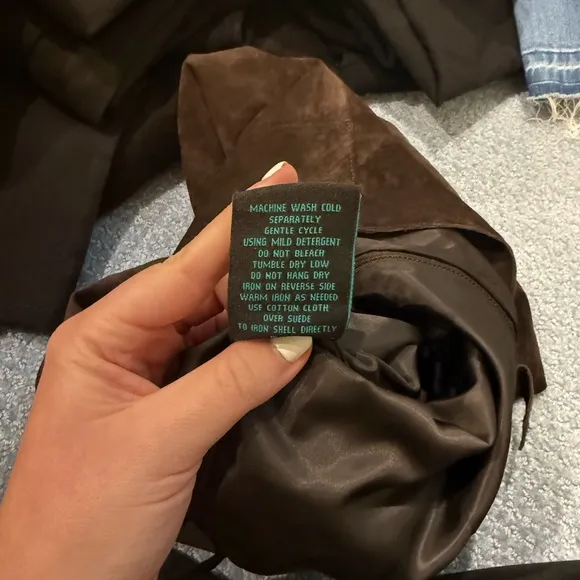 MACHINE WASH COLD
SEPARATELY
GENTLE CYCLE
USING MILD DETERGENT
DO NOT BLEACH
TUMBLE DRY LOW
DO NOT HANG DRY
IRON ON REVERSE SIDE
WARM IRON AS NEEDED
USE COTTON CLOTH
OVER SUEDE
TO IRON SHELL DIRECTLY